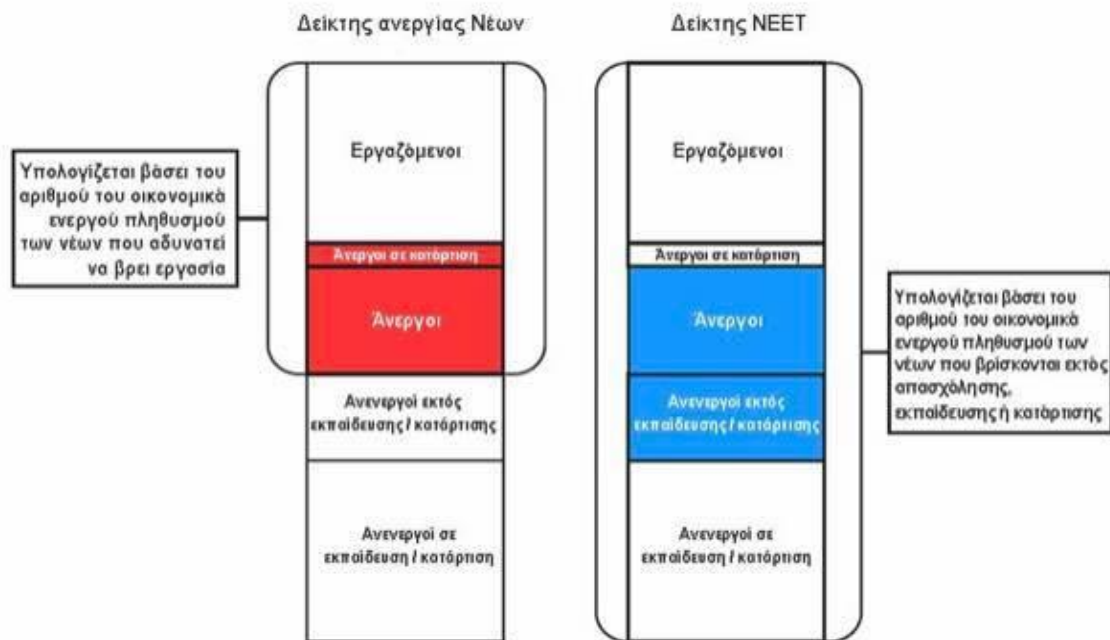 Δείκτης ανεργίας Νέων
Υπολογίζεται βάσει του
αριθμού του οικονομικά
ενεργού πληθυσμού
των νέων που αδυνατεί
να βρει εργασία
Εργαζόμενοι
Άνεργοι σε κατάρτιση
Άνεργοι
Ανενεργοί εκτός
εκπαίδευσης / κατάρτισης
Ανενεργοί σε
εκπαίδευση / κατάρτιση
Δείκτης NEET
Εργαζόμενοι
Άνεργοι σε κατάρτιση
Άνεργοι
Ανενεργοί εκτός
εκπαίδευσης / κατάρτισης
Ανενεργοί σε
εκπαίδευση / κατάρτιση
Υπολογίζεται βάσει του
αριθμού του οικονομικά
ενεργού πληθυσμού των
νέων που βρίσκονται εκτός
απασχόλησης,
εκπαίδευσης ή κατάρτισης